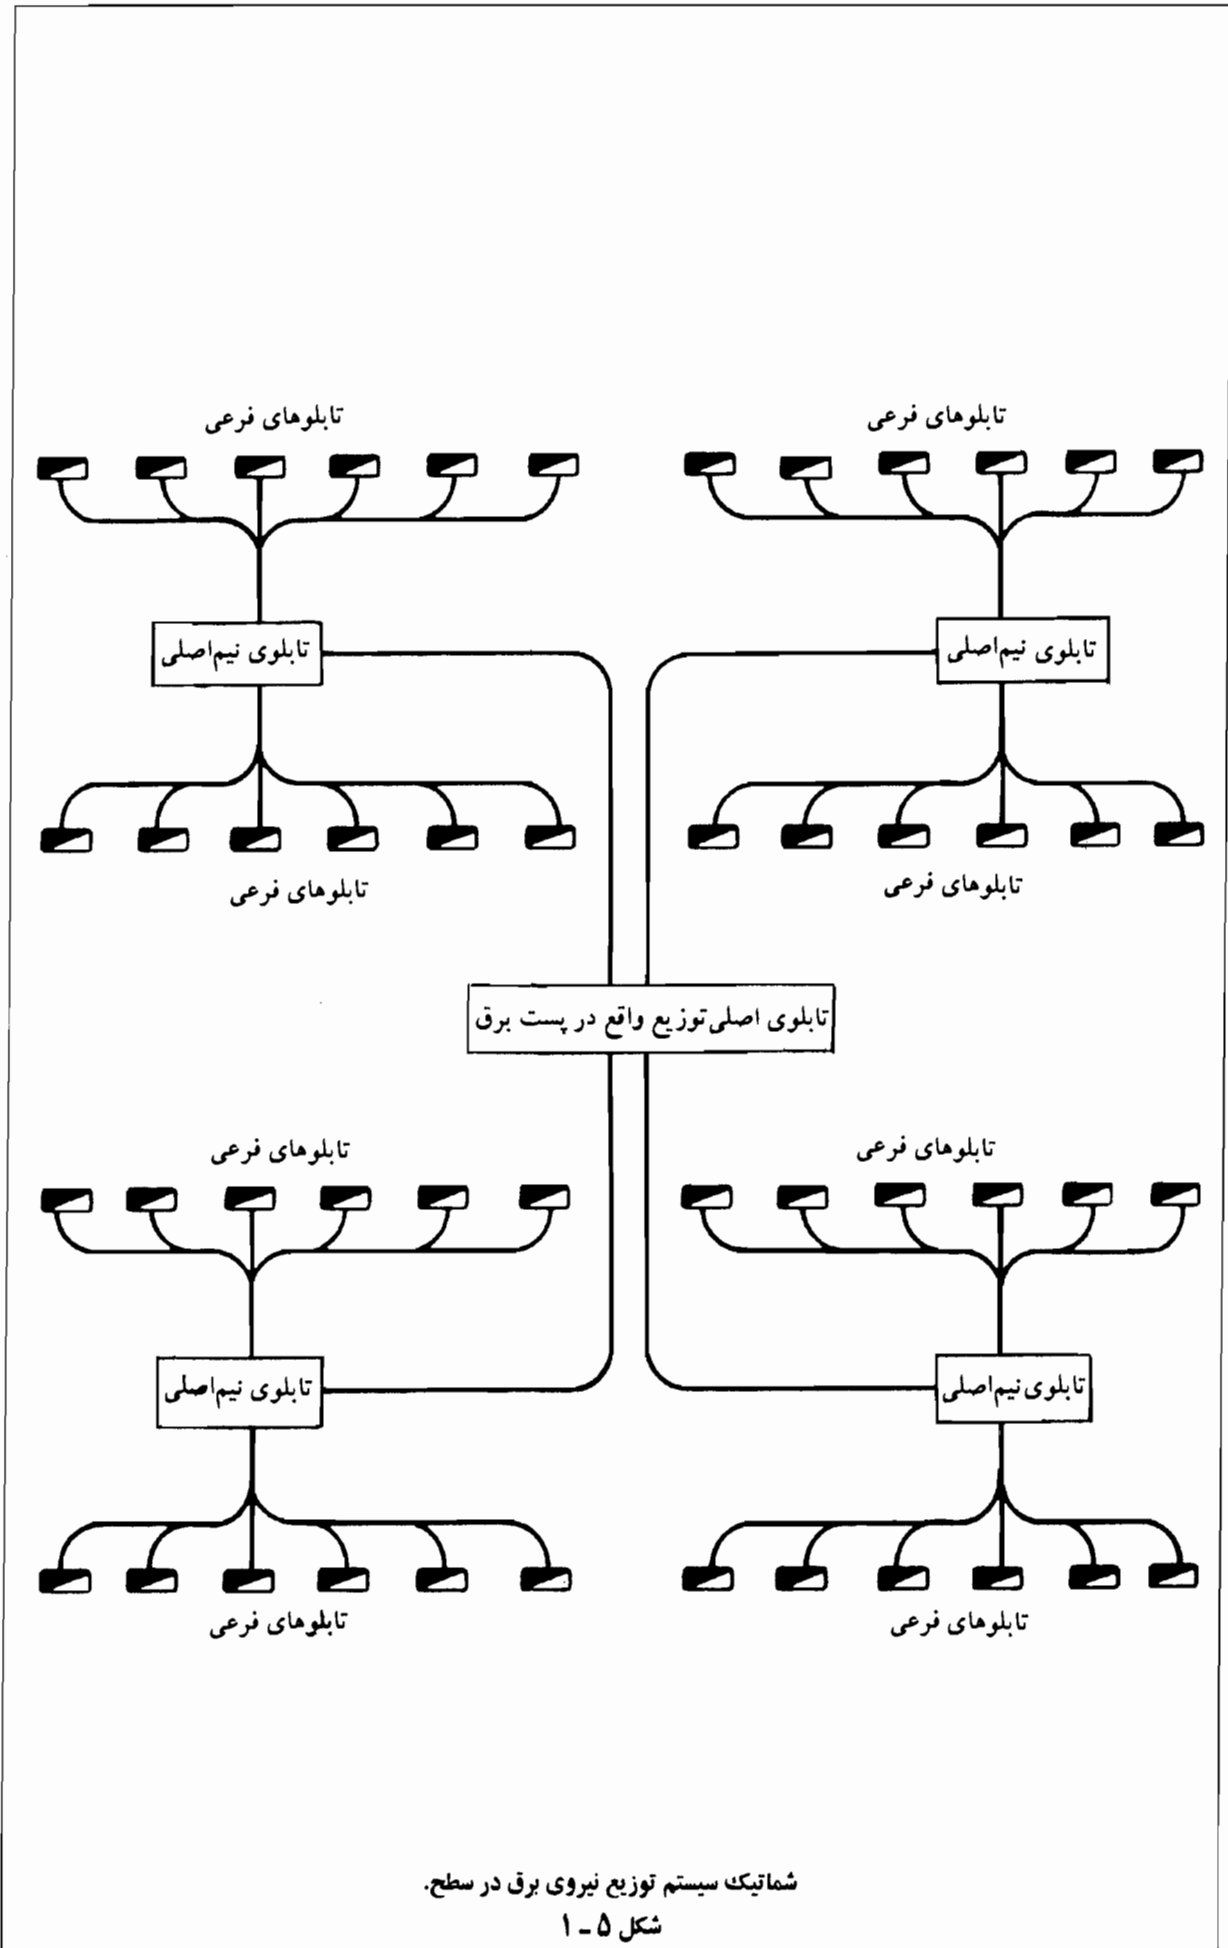 تابلوهای فرعی
تابلوهای فرعی
تابلوی نیم‌اصلی
تابلوی نیم‌اصلی
تابلوهای فرعی
تابلوهای فرعی
تابلوی اصلی توزیع واقع در پست برق
تابلوهای فرعی
تابلوهای فرعی
تابلوی نیم‌اصلی
تابلوی نیم‌اصلی
تابلوهای فرعی
تابلوهای فرعی
شماتیک سیستم توزیع نیروی برق در سطح.
شکل ۵ - ۱